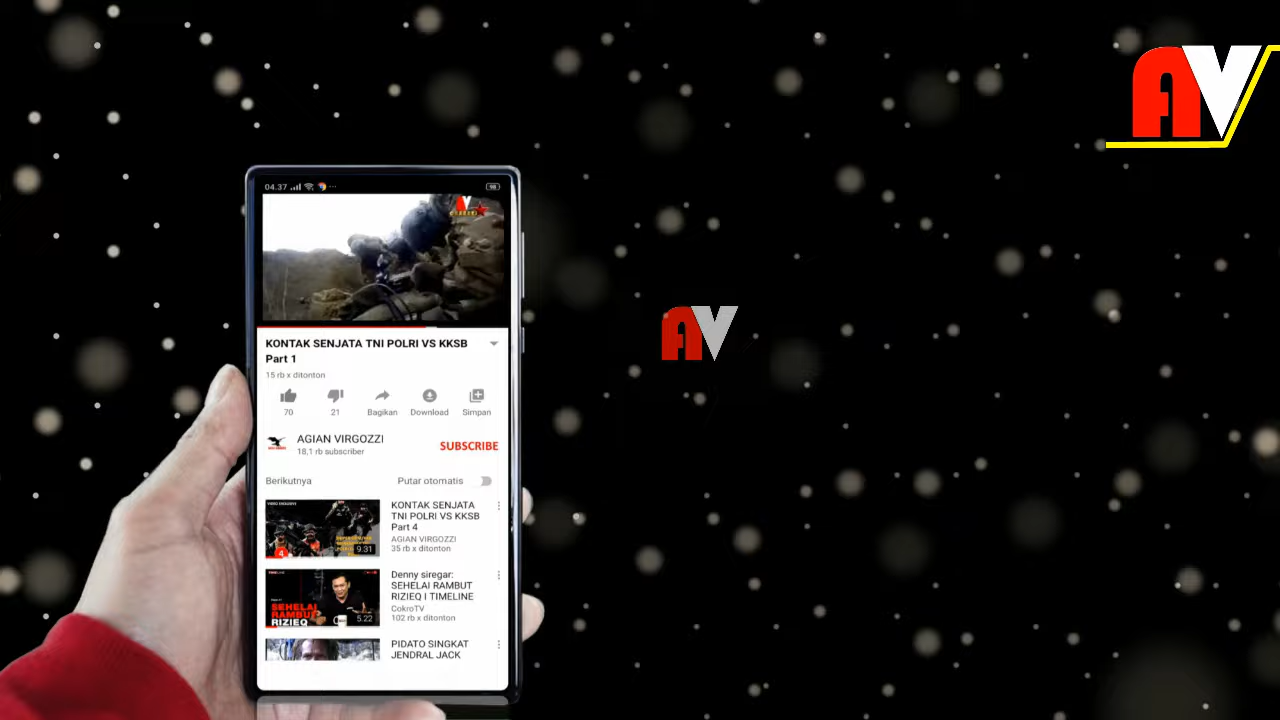 AV
04.37
98
AV
KONTAK SENJATA TNI POLRI VS KKSB
Part 1
15 rb x ditonton
70
21
Bagikan
Download
Simpan
AGIAN VIRGOZZI
18,1 rb subscriber
SUBSCRIBE
Berikutnya
Putar otomatis
KONTAK SENJATA
TNI POLRI VS KKSB
Part 4
AGIAN VIRGOZZI
35 rb x ditonton
4
9.31
Denny siregar:
SEHELAI RAMBUT
RIZIEQ I TIMELINE
CokroTV
102 rb x ditonton
SEHELAI
RAMBUT
RIZIEQ
5.22
PIDATO SINGKAT
JENDRAL JACK
AV